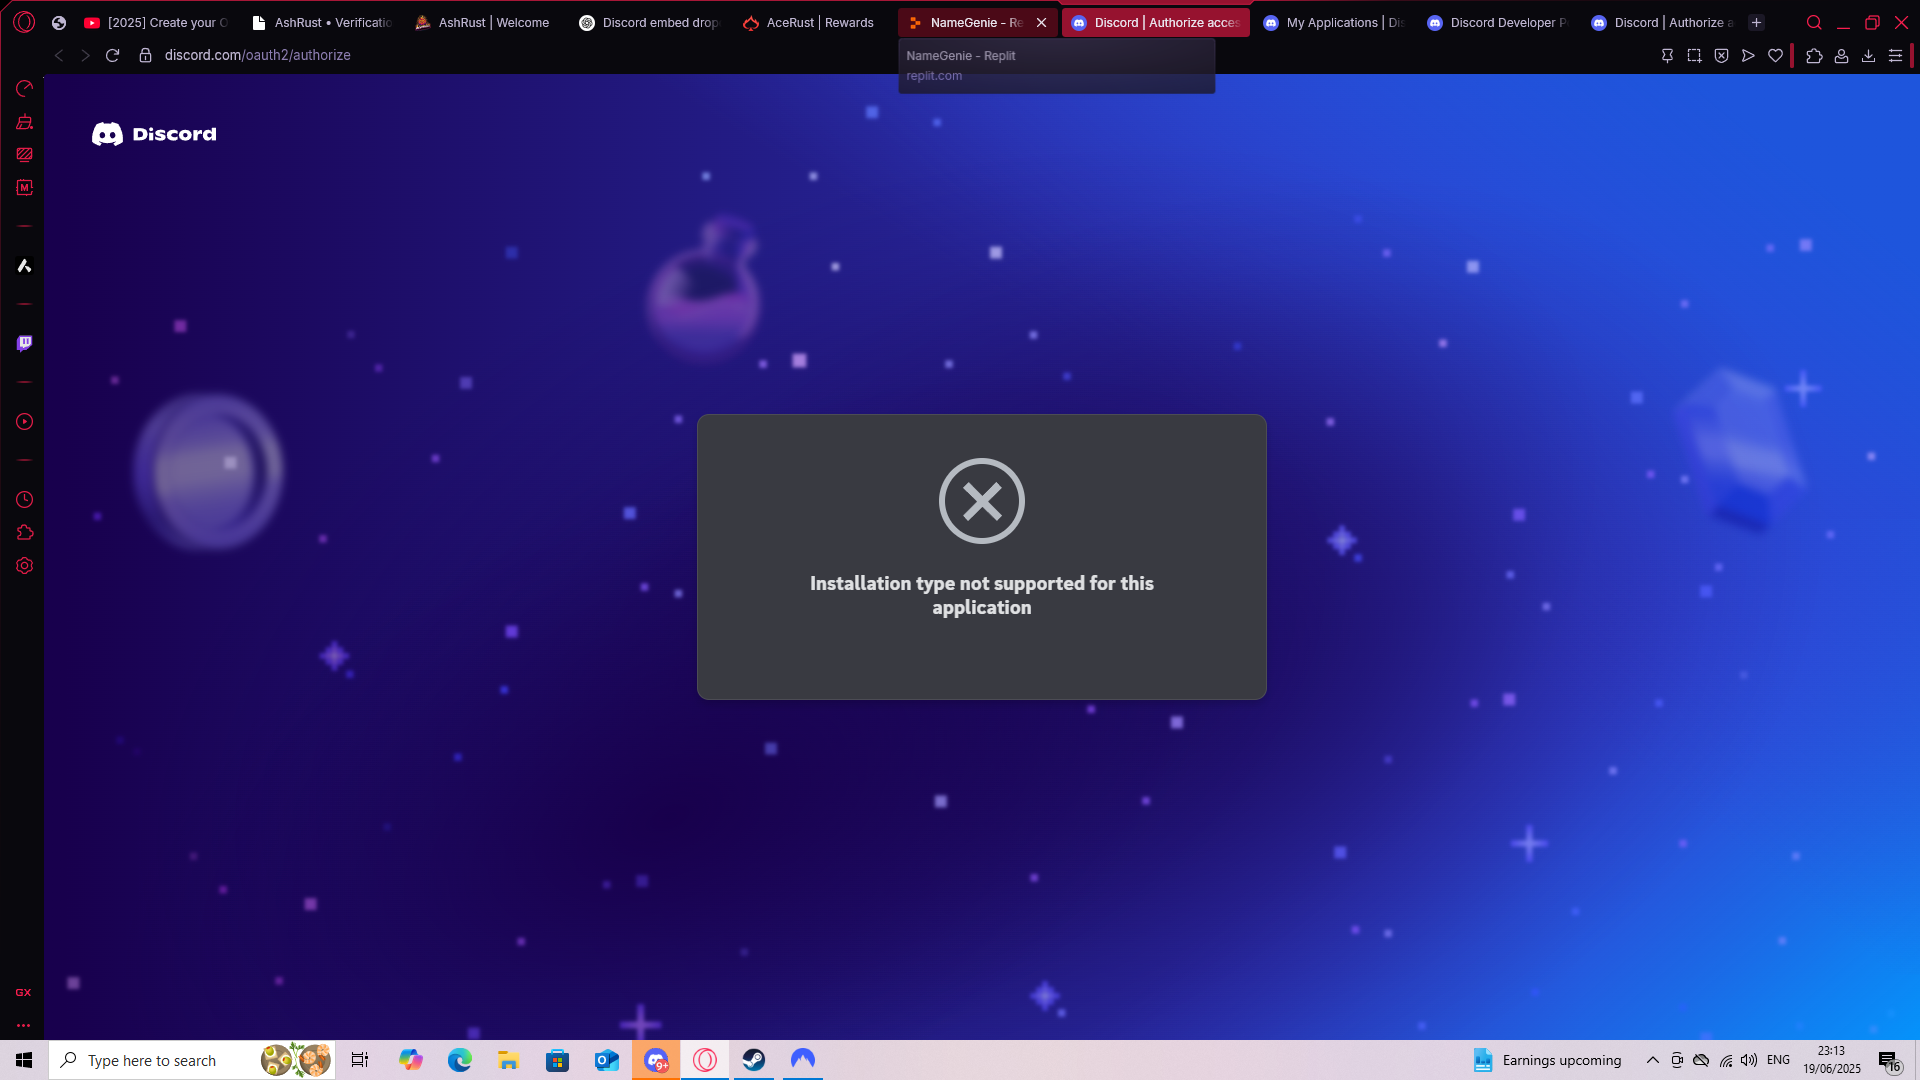 [2025] Create your O
AshRust • Verificatio
AshRust | Welcome
Discord embed drop
AceRust | Rewards
NameGenie - Re
Discord | Authorize acces
My Applications | Dis
Discord Developer P
Discord | Authorize a
discord.com/oauth2/authorize
NameGenie - Replit
replit.com
M
Discord
Installation type not supported for this
application
GX
Type here to search
9+
Earnings upcoming
ENG
23:13
19/06/2025
16